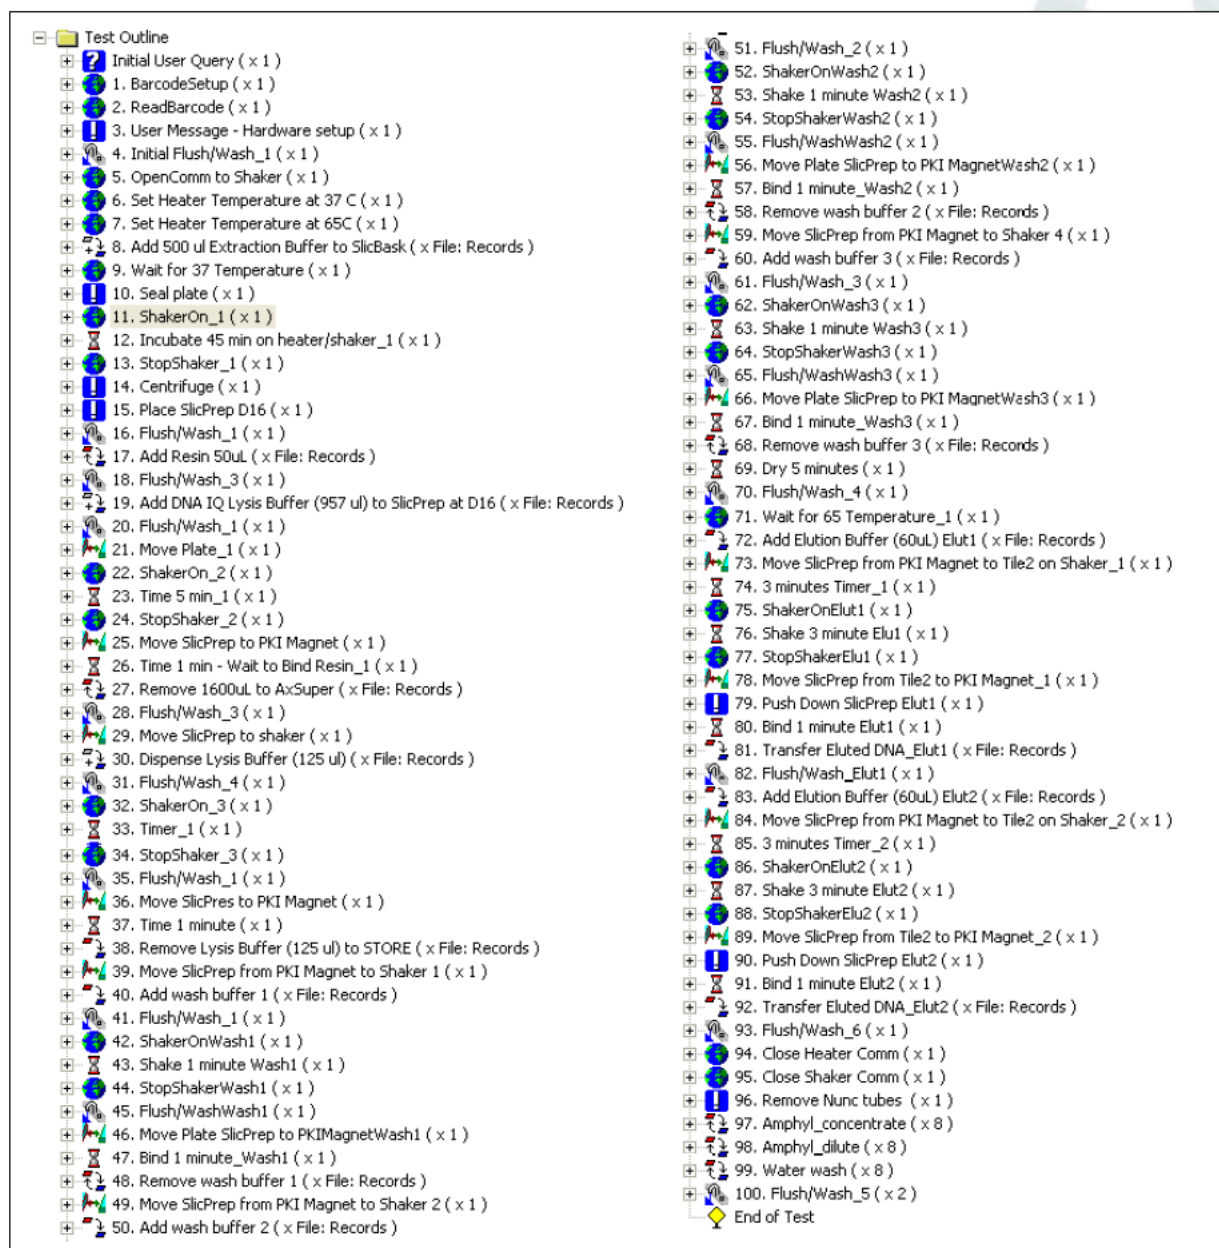 Test Outline
Initial User Query ( x 1 )
1. BarcodeSetup ( x 1 )
2. ReadBarcode ( x 1 )
3. User Message - Hardware setup ( x 1 )
4. Initial Flush/Wash_1 ( x 1 )
5. OpenComm to Shaker ( x 1 )
6. Set Heater Temperature at 37 C ( x 1 )
7. Set Heater Temperature at 65C ( x 1 )
8. Add 500 ul Extraction Buffer to SlicBask ( x File: Records )
9. Wait for 37 Temperature ( x 1 )
10. Seal plate ( x 1 )
11. ShakerOn_1 ( x 1 )
12. Incubate 45 min on heater/shaker_1 ( x 1 )
13. StopShaker_1 ( x 1 )
14. Centrifuge ( x 1 )
15. Place SlicPrep D16 ( x 1 )
16. Flush/Wash_1 ( x 1 )
17. Add Resin 50uL ( x File: Records )
18. Flush/Wash_3 ( x 1 )
19. Add DNA IQ Lysis Buffer (957 ul) to SlicPrep at D16 ( x File: Records )
20. Flush/Wash_1 ( x 1 )
21. Move Plate_1 ( x 1 )
22. ShakerOn_2 ( x 1 )
23. Time 5 min_1 ( x 1 )
24. StopShaker_2 ( x 1 )
25. Move SlicPrep to PKI Magnet ( x 1 )
26. Time 1 min - Wait to Bind Resin_1 ( x 1 )
27. Remove 1600uL to AxSuper ( x File: Records )
28. Flush/Wash_3 ( x 1 )
29. Move SlicPrep to shaker ( x 1 )
30. Dispense Lysis Buffer (125 ul) ( x File: Records )
31. Flush/Wash_4 ( x 1 )
32. ShakerOn_3 ( x 1 )
33. Timer_1 ( x 1 )
34. StopShaker_3 ( x 1 )
35. Flush/Wash_1 ( x 1 )
36. Move SlicPres to PKI Magnet ( x 1 )
37. Time 1 minute ( x 1 )
38. Remove Lysis Buffer (125 ul) to STORE ( x File: Records )
39. Move SlicPrep from PKI Magnet to Shaker 1 ( x 1 )
40. Add wash buffer 1 ( x File: Records )
41. Flush/Wash_1 ( x 1 )
42. ShakerOnWash1 ( x 1 )
43. Shake 1 minute Wash1 ( x 1 )
44. StopShakerWash1 ( x 1 )
45. Flush/WashWash1 ( x 1 )
46. Move Plate SlicPrep to PKIMagnetWash1 ( x 1 )
47. Bind 1 minute_Wash1 ( x 1 )
48. Remove wash buffer 1 ( x File: Records )
49. Move SlicPrep from PKI Magnet to Shaker 2 ( x 1 )
50. Add wash buffer 2 ( x File: Records )
51. Flush/Wash_2 ( x 1 )
52. ShakerOnWash2 ( x 1 )
53. Shake 1 minute Wash2 ( x 1 )
54. StopShakerWash2 ( x 1 )
55. Flush/WashWash2 ( x 1 )
56. Move Plate SlicPrep to PKI MagnetWash2 ( x 1 )
57. Bind 1 minute_Wash2 ( x 1 )
58. Remove wash buffer 2 ( x File: Records )
59. Move SlicPrep from PKI Magnet to Shaker 4 ( x 1 )
60. Add wash buffer 3 ( x File: Records )
61. Flush/Wash_3 ( x 1 )
62. ShakerOnWash3 ( x 1 )
63. Shake 1 minute Wash3 ( x 1 )
64. StopShakerWash3 ( x 1 )
65. Flush/WashWash3 ( x 1 )
66. Move Plate SlicPrep to PKI MagnetWash3 ( x 1 )
67. Bind 1 minute_Wash3 ( x 1 )
68. Remove wash buffer 3 ( x File: Records )
69. Dry 5 minutes ( x 1 )
70. Flush/Wash_4 ( x 1 )
71. Wait for 65 Temperature_1 ( x 1 )
72. Add Elution Buffer (60uL) Elut1 ( x File: Records )
73. Move SlicPrep from PKI Magnet to Tile2 on Shaker_1 ( x 1 )
74. 3 minutes Timer_1 ( x 1 )
75. ShakerOnElut1 ( x 1 )
76. Shake 3 minute Elu1 ( x 1 )
77. StopShakerElu1 ( x 1 )
78. Move SlicPrep from Tile2 to PKI Magnet_1 ( x 1 )
79. Push Down SlicPrep Elut1 ( x 1 )
80. Bind 1 minute Elut1 ( x 1 )
81. Transfer Eluted DNA_Elut1 ( x File: Records )
82. Flush/Wash_Elut1 ( x 1 )
83. Add Elution Buffer (60uL) Elut2 ( x File: Records )
84. Move SlicPrep from PKI Magnet to Tile2 on Shaker_2 ( x 1 )
85. 3 minutes Timer_2 ( x 1 )
86. ShakerOnElut2 ( x 1 )
87. Shake 3 minute Elut2 ( x 1 )
88. StopShakerElu2 ( x 1 )
89. Move SlicPrep from Tile2 to PKI Magnet_2 ( x 1 )
90. Push Down SlicPrep Elut2 ( x 1 )
91. Bind 1 minute Elut2 ( x 1 )
92. Transfer Eluted DNA_Elut2 ( x File: Records )
93. Flush/Wash_6 ( x 1 )
94. Close Heater Comm ( x 1 )
95. Close Shaker Comm ( x 1 )
96. Remove Nunc tubes ( x 1 )
97. Amphyl_concentrate ( x 8 )
98. Amphyl_dilute ( x 8 )
99. Water wash ( x 8 )
100. Flush/Wash_5 ( x 2 )
End of Test